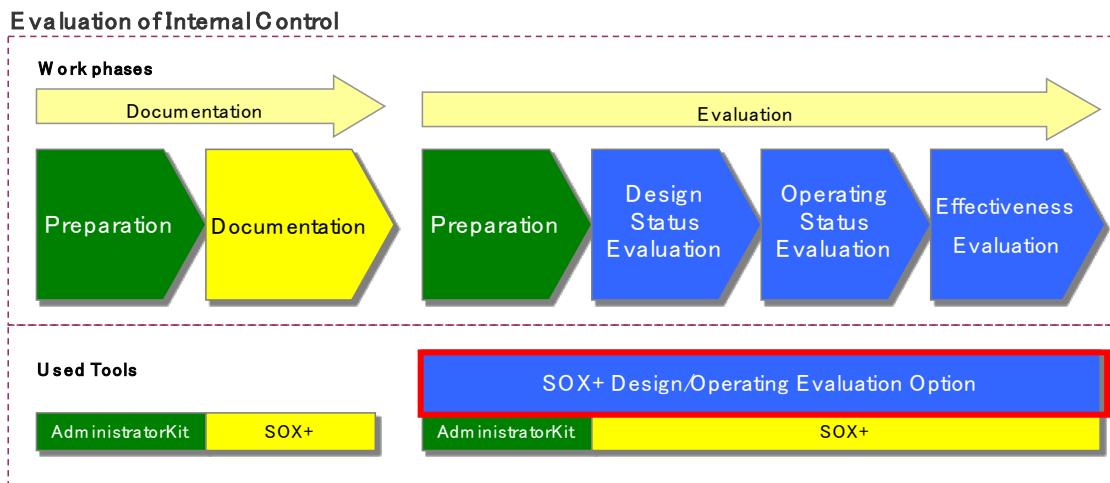 Evaluation of Internal Control
Work phases
Documentation
Evaluation
Preparation
Documentation
Preparation
Design
Status
Evaluation
Operating
Status
Evaluation
Effectiveness
Evaluation
Used Tools
SOX+ Design/Operating Evaluation Option
AdministratorKit
SOX+
AdministratorKit
SOX+